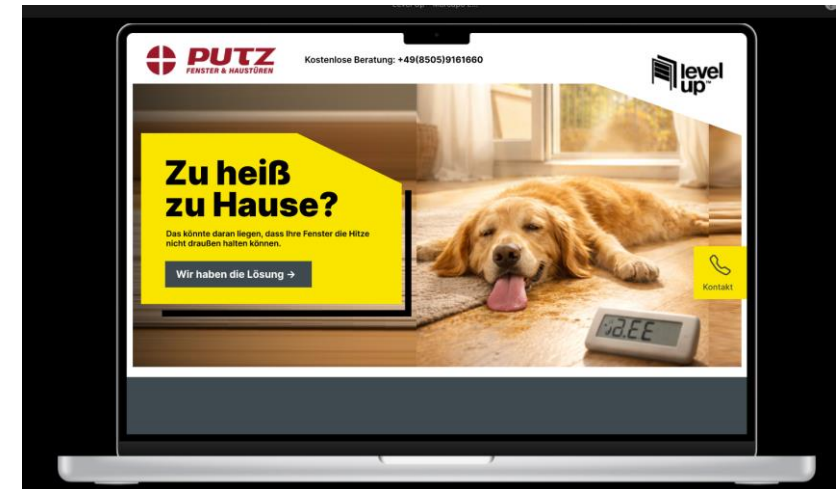 PUTZ
FENSTER & HAUSTÜREN
Kostenlose Beratung: +49(8505)9161660
level
up™
Zu heiß
zu Hause?
Das könnte daran liegen, dass Ihre Fenster die Hitze
nicht draußen halten können.
Wir haben die Lösung →
Kontakt